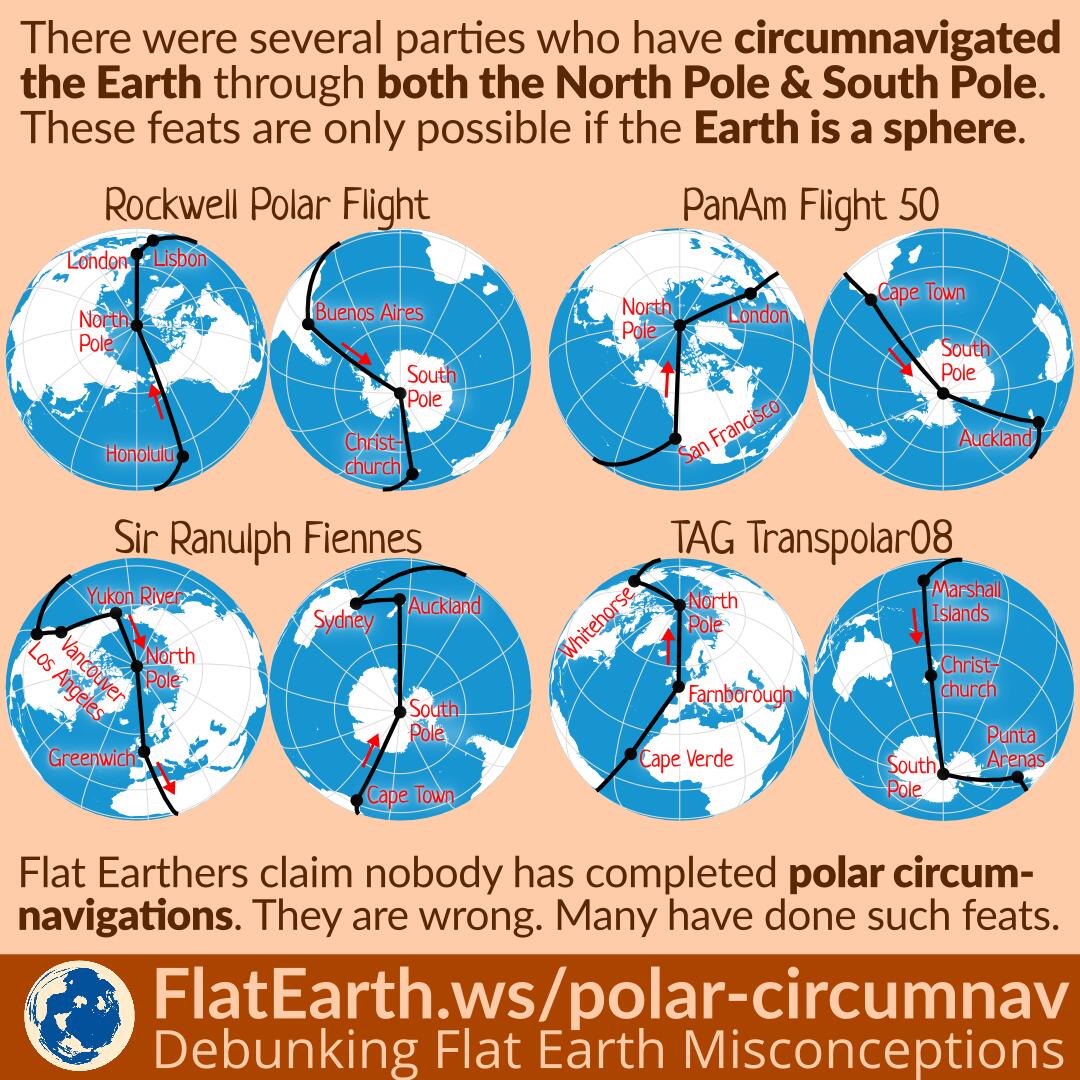 There were several parties who have circumnavigated
the Earth through both the North Pole & South Pole.
These feats are only possible if the Earth is a sphere.
Rockwell Polar Flight
London
Lisbon
North
Pole
Honolulu
Buenos Aires
South
Pole
Christ-
church
PanAm Flight 50
North
Pole
London
San Francisco
Cape Town
South
Pole
Auckland
Sir Ranulph Fiennes
Yukon River
Vancouver
Los Angeles
North
Pole
Greenwich
Sydney
Auckland
South
Pole
Cape Town
TAG Transpolar08
Whitehorse
North
Pole
Farnborough
Cape Verde
Marshall
Islands
Christ-
church
Punta
Arenas
South
Pole
Flat Earthers claim nobody has completed polar circum-
navigations. They are wrong. Many have done such feats.
FlatEarth.ws/polar-circumnav
Debunking Flat Earth Misconceptions